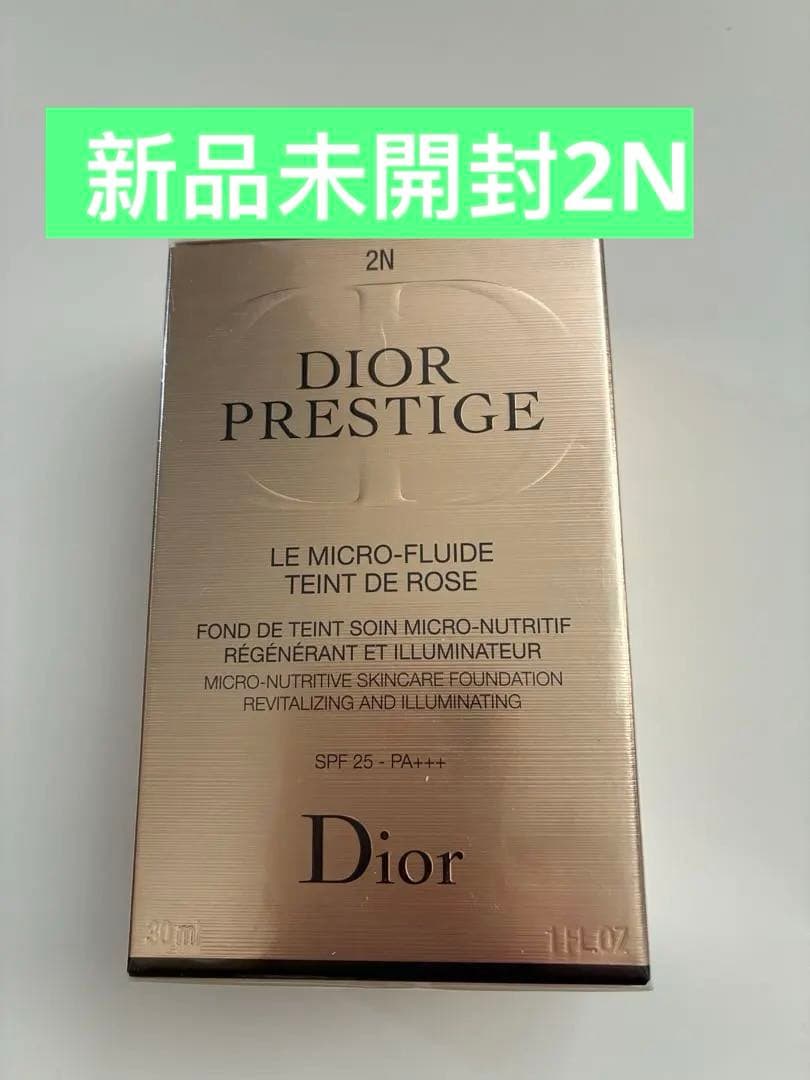 新品未開封2N
2N
DIOR
PRESTIGE
LE MICRO-FLUIDE
TEINT DE ROSE
FOND DE TEINT SOIN MICRO-NUTRITIF
RÉGÉNÉRANT ET ILLUMINATEUR
MICRO-NUTRITIVE SKINCARE FOUNDATION
REVITALIZING AND ILLUMINATING
SPF 25 - PA+++
Dior
30 ml
1 FL.OZ